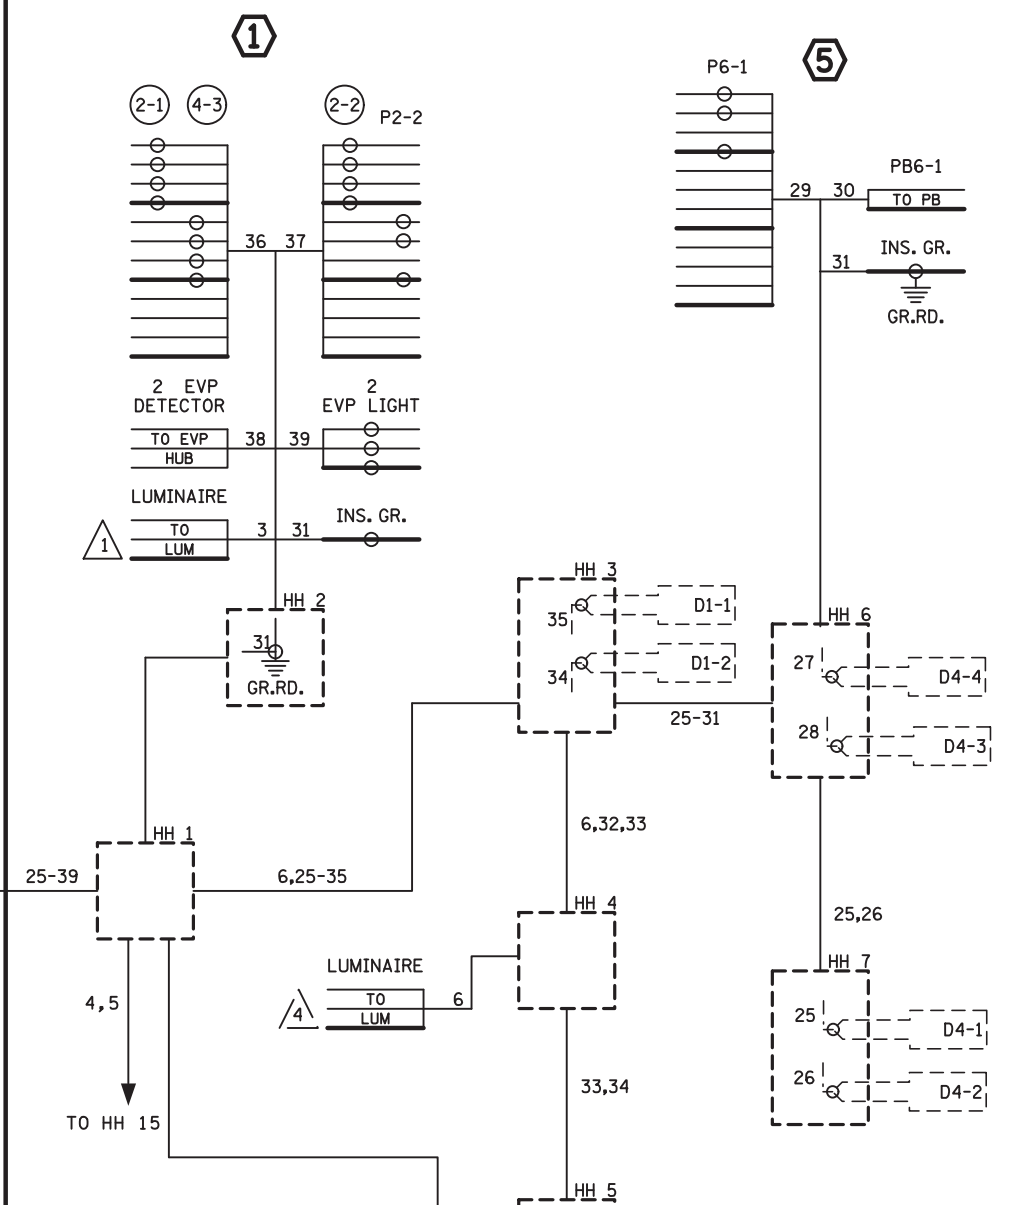 1
5
2-1
4-3
2-2
P2-2
P6-1
PB6-1
29
30
TO PB
36
37
INS. GR.
31
GR.RD.
2 EVP
DETECTOR
2
EVP LIGHT
TO EVP
HUB
38
39
LUMINAIRE
INS. GR.
1
TO
LUM
3
31
HH 2
31
GR.RD.
HH 3
35
D1-1
34
D1-2
25-31
HH 6
27
D4-4
28
D4-3
HH 1
25-39
6,25-35
6,32,33
HH 4
25,26
LUMINAIRE
4
TO
LUM
6
HH 7
25
D4-1
26
D4-2
4,5
33,34
TO HH 15
HH 5